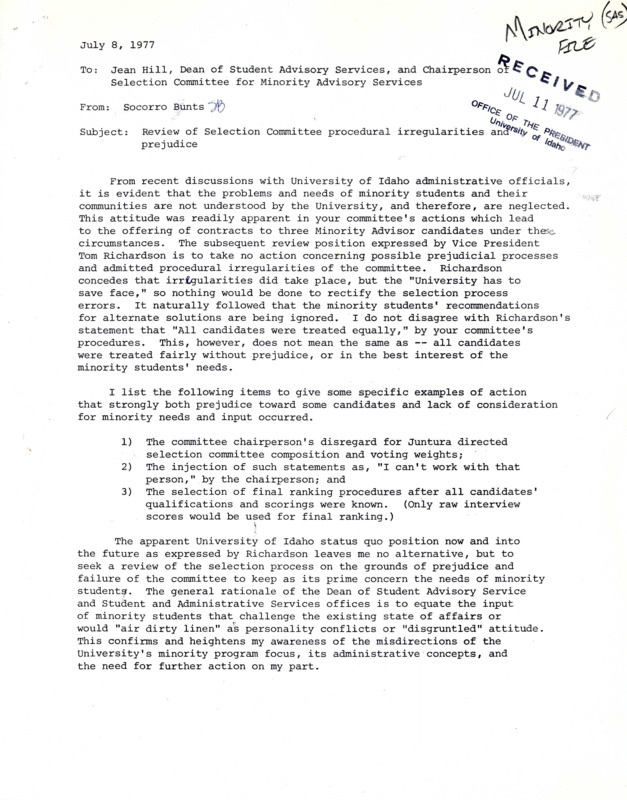 MINORITY (SAS)
FILE
July 8, 1977
RECEIVED
JUL 11 1977
OFFICE OF THE PRESIDENT
University of Idaho
To: Jean Hill, Dean of Student Advisory Services, and Chairperson of
Selection Committee for Minority Advisory Services
From: Socorro Bunts
Subject: Review of Selection Committee procedural irregularities and
prejudice
From recent discussions with University of Idaho administrative officials,
it is evident that the problems and needs of minority students and their
communities are not understood by the University, and therefore, are neglected.
This attitude was readily apparent in your committee's actions which lead
to the offering of contracts to three Minority Advisor candidates under these
circumstances. The subsequent review position expressed by Vice President
Tom Richardson is to take no action concerning possible prejudicial processes
and admitted procedural irregularities of the committee. Richardson
concedes that irregularities did take place, but the "University has to
save face," so nothing would be done to rectify the selection process
errors. It naturally followed that the minority students' recommendations
for alternate solutions are being ignored. I do not disagree with Richardson's
statement that "All candidates were treated equally," by your committee's
procedures. This, however, does not mean the same as -- all candidates
were treated fairly without prejudice, or in the best interest of the
minority students' needs.
I list the following items to give some specific examples of action
that strongly both prejudice toward some candidates and lack of consideration
for minority needs and input occurred.
1) The committee chairperson's disregard for Juntura directed
selection committee composition and voting weights;
2) The injection of such statements as, "I can't work with that
person," by the chairperson; and
3) The selection of final ranking procedures after all candidates'
qualifications and scorings were known. (Only raw interview
scores would be used for final ranking.)
The apparent University of Idaho status quo position now and into
the future as expressed by Richardson leaves me no alternative, but to
seek a review of the selection process on the grounds of prejudice and
failure of the committee to keep as its prime concern the needs of minority
students. The general rationale of the Dean of Student Advisory Service
and Student and Administrative Services offices is to equate the input
of minority students that challenge the existing state of affairs or
would "air dirty linen" as personality conflicts or "disgruntled" attitude.
This confirms and heightens my awareness of the misdirections of the
University's minority program focus, its administrative concepts, and
the need for further action on my part.